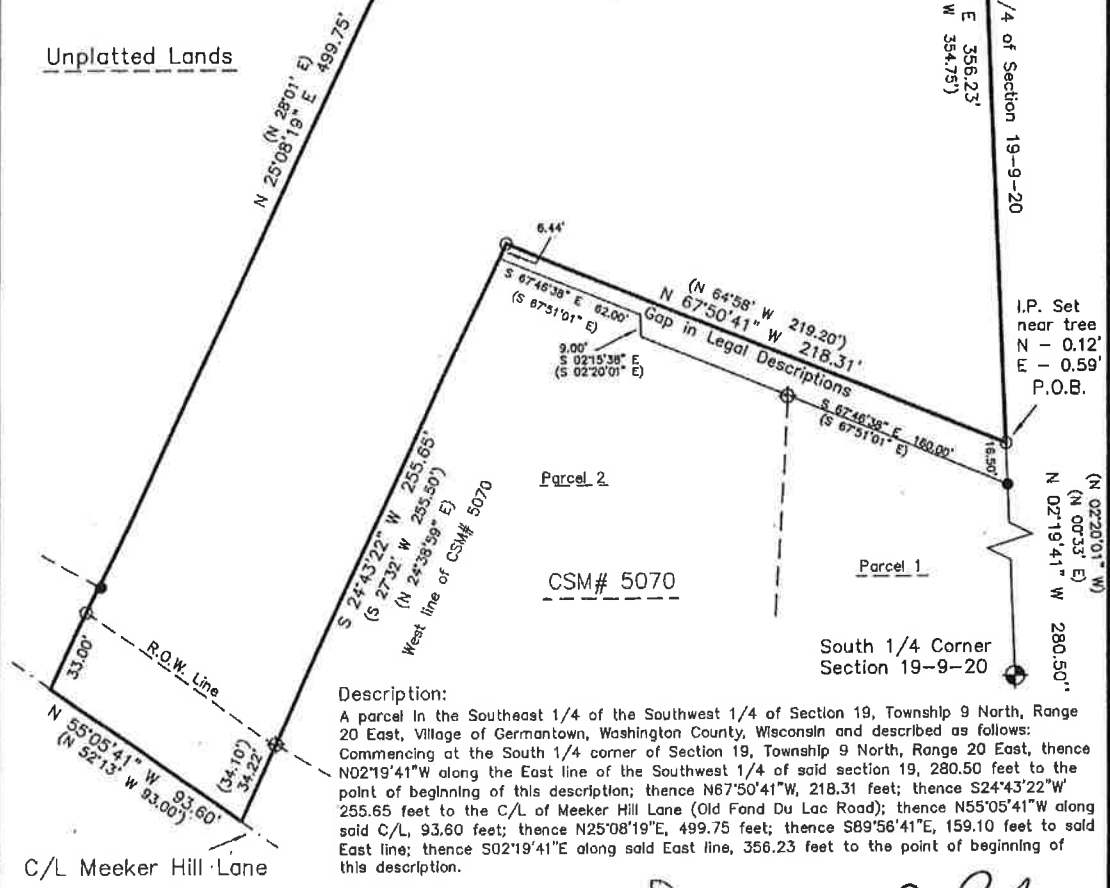 Unplatted Lands
(N 28°01' E)
N 25°08'19" E 499.75'
E 356.23'
W 354.75')
/4 of Section 19-9-20
6.44'
S 67°46'38" E 62.00'
(S 67°51'01" E)
9.00'
S 02°15'38" E
(S 02°20'01" E)
(N 64°58' W 219.20')
N 67°50'41" W 218.31'
Gap in Legal Descriptions
S 67°46'38" E 160.00'
(S 67°51'01" E)
I.P. Set
near tree
N - 0.12'
E - 0.59'
P.O.B.
16.50'
(N 02°20'01" W)
(N 00°33' E)
N 02°19'41" W 280.50''
S 24°43'22" W 255.65'
(S 27°32' W 255.50')
(N 24°38'59" E)
West line of CSM# 5070
Parcel 2
CSM# 5070
Parcel 1
South 1/4 Corner
Section 19-9-20
33.00'
R.O.W. Line
N 55°05'41" W 93.60'
(N 52°13' W 93.00')
(34.10')
34.22'
C/L Meeker Hill Lane
Description:
A parcel in the Southeast 1/4 of the Southwest 1/4 of Section 19, Township 9 North, Range
20 East, Village of Germantown, Washington County, Wisconsin and described as follows:
Commencing at the South 1/4 corner of Section 19, Township 9 North, Range 20 East, thence
N02°19'41"W along the East line of the Southwest 1/4 of said section 19, 280.50 feet to the
point of beginning of this description; thence N67°50'41"W, 218.31 feet; thence S24°43'22"W'
255.65 feet to the C/L of Meeker Hill Lane (Old Fond Du Lac Road); thence N55°05'41"W along
said C/L, 93.60 feet; thence N25°08'19"E, 499.75 feet; thence S89°56'41"E, 159.10 feet to said
East line; thence S02°19'41"E along said East line, 356.23 feet to the point of beginning of
this description.